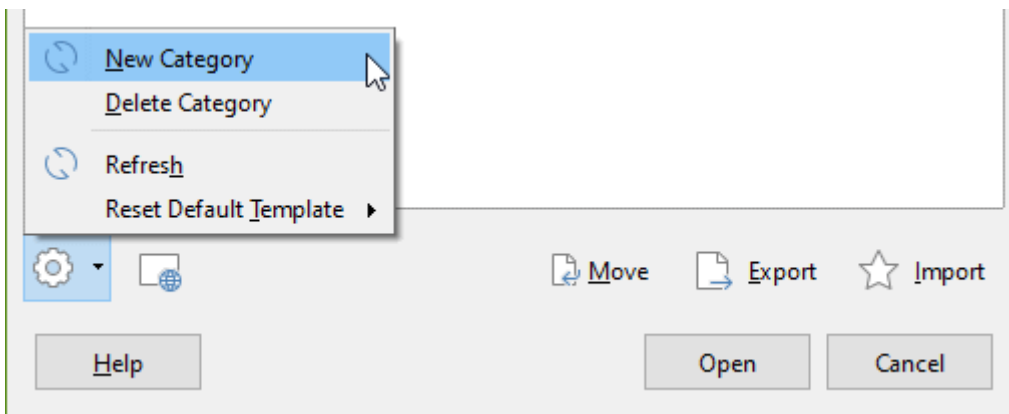 New Category
Delete Category
Refresh
Reset Default Template
Move Export Import
Help Open Cancel